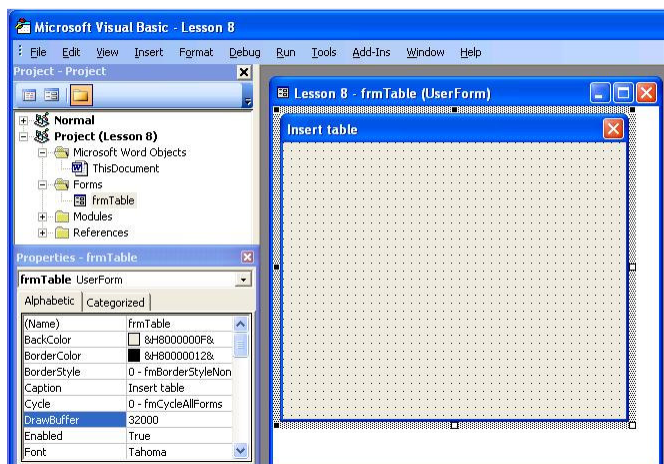 Microsoft Visual Basic - Lesson 8
File Edit View Insert Format Debug Run Tools Add-Ins Window Help
Project - Project
Normal
Project (Lesson 8)
Microsoft Word Objects
ThisDocument
Forms
frmTable
Modules
References
Properties - frmTable
frmTable UserForm
Alphabetic Categorized
(Name) frmTable
BackColor &H8000000F&
BorderColor &H80000012&
BorderStyle 0 - fmBorderStyleNon
Caption Insert table
Cycle 0 - fmCycleAllForms
DrawBuffer 32000
Enabled True
Font Tahoma
Lesson 8 - frmTable (UserForm)
Insert table